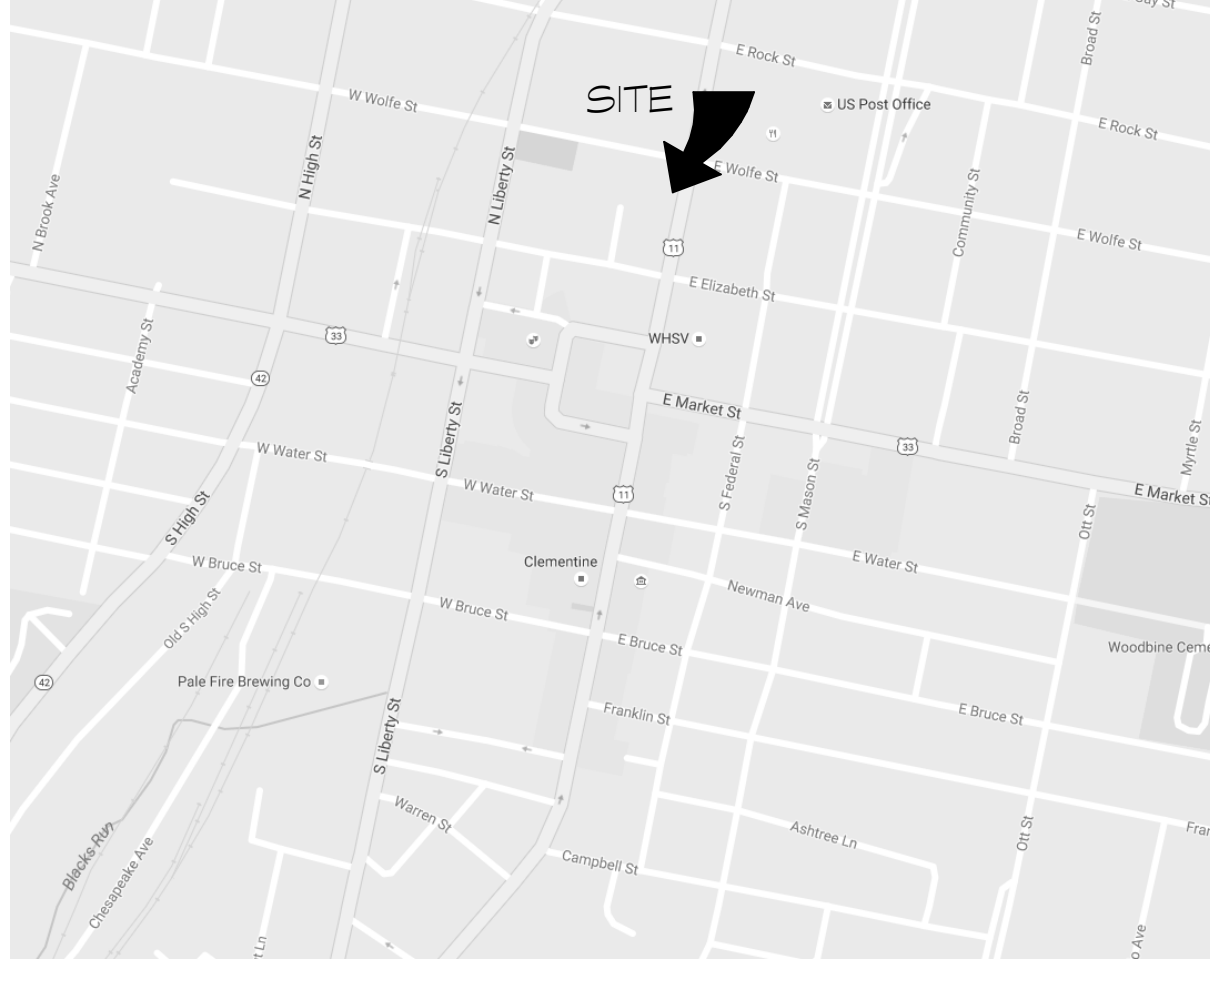 ay St
Broad St
E Rock St
SITE
W Wolfe St
US Post Office
E Rock St
N High St
N Liberty St
E Wolfe St
Community St
N Brook Ave
E Wolfe St
11
E Elizabeth St
33
WHSV
Academy St
42
E Market St
Broad St
S Liberty St
33
Myrtle St
W Water St
S Federal St
S Mason St
W Water St
11
E Market St
S High St
Ott St
W Bruce St
Clementine
E Water St
Newman Ave
Old S High St
W Bruce St
E Bruce St
Woodbine Ceme
42
Pale Fire Brewing Co
S Liberty St
Franklin St
E Bruce St
Warren St
Ashtree Ln
Ott St
Fran
Blacks Run
Chesapeake Ave
Campbell St
t Ln
o Ave